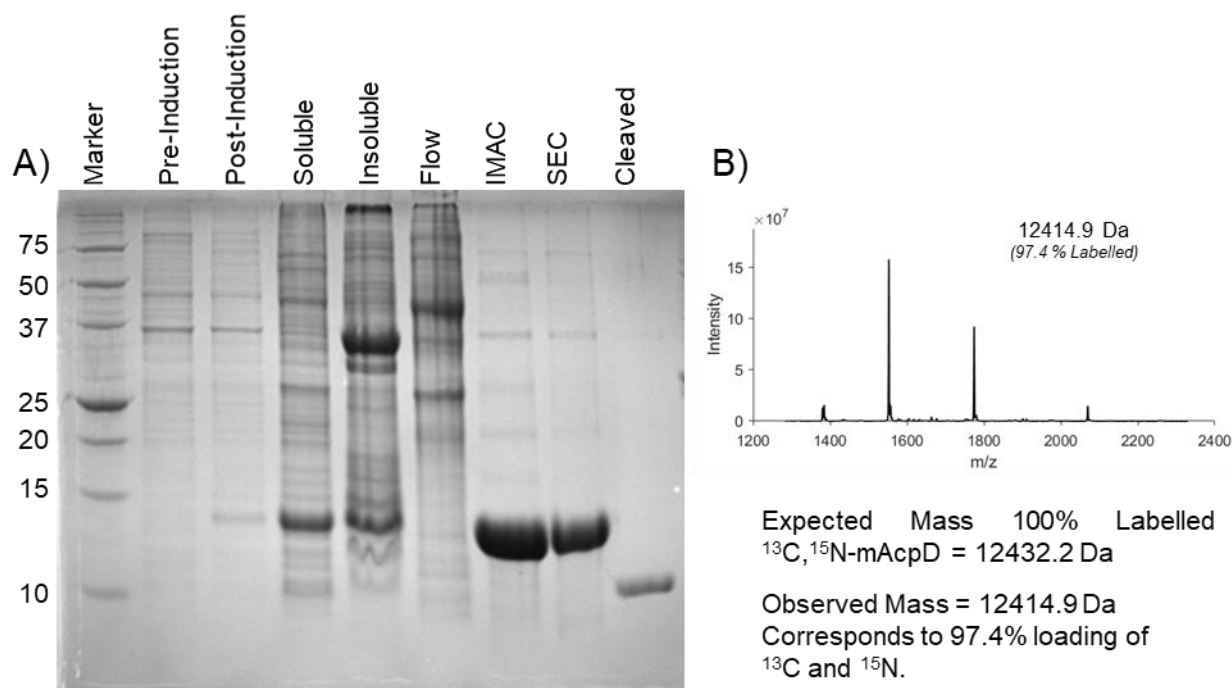 A)
Marker
Pre-Induction
Post-Induction
Soluble
Insoluble
Flow
IMAC
SEC
Cleaved
75
50
37
25
20
15
10
B)
×10⁷
12414.9 Da
(97.4 % Labelled)
15
10
5
0
Intensity
1200 1400 1600 1800 2000 2200 2400
m/z
Expected Mass 100% Labelled
¹³C,¹⁵N-mAcpD = 12432.2 Da
Observed Mass = 12414.9 Da
Corresponds to 97.4% loading of
¹³C and ¹⁵N.